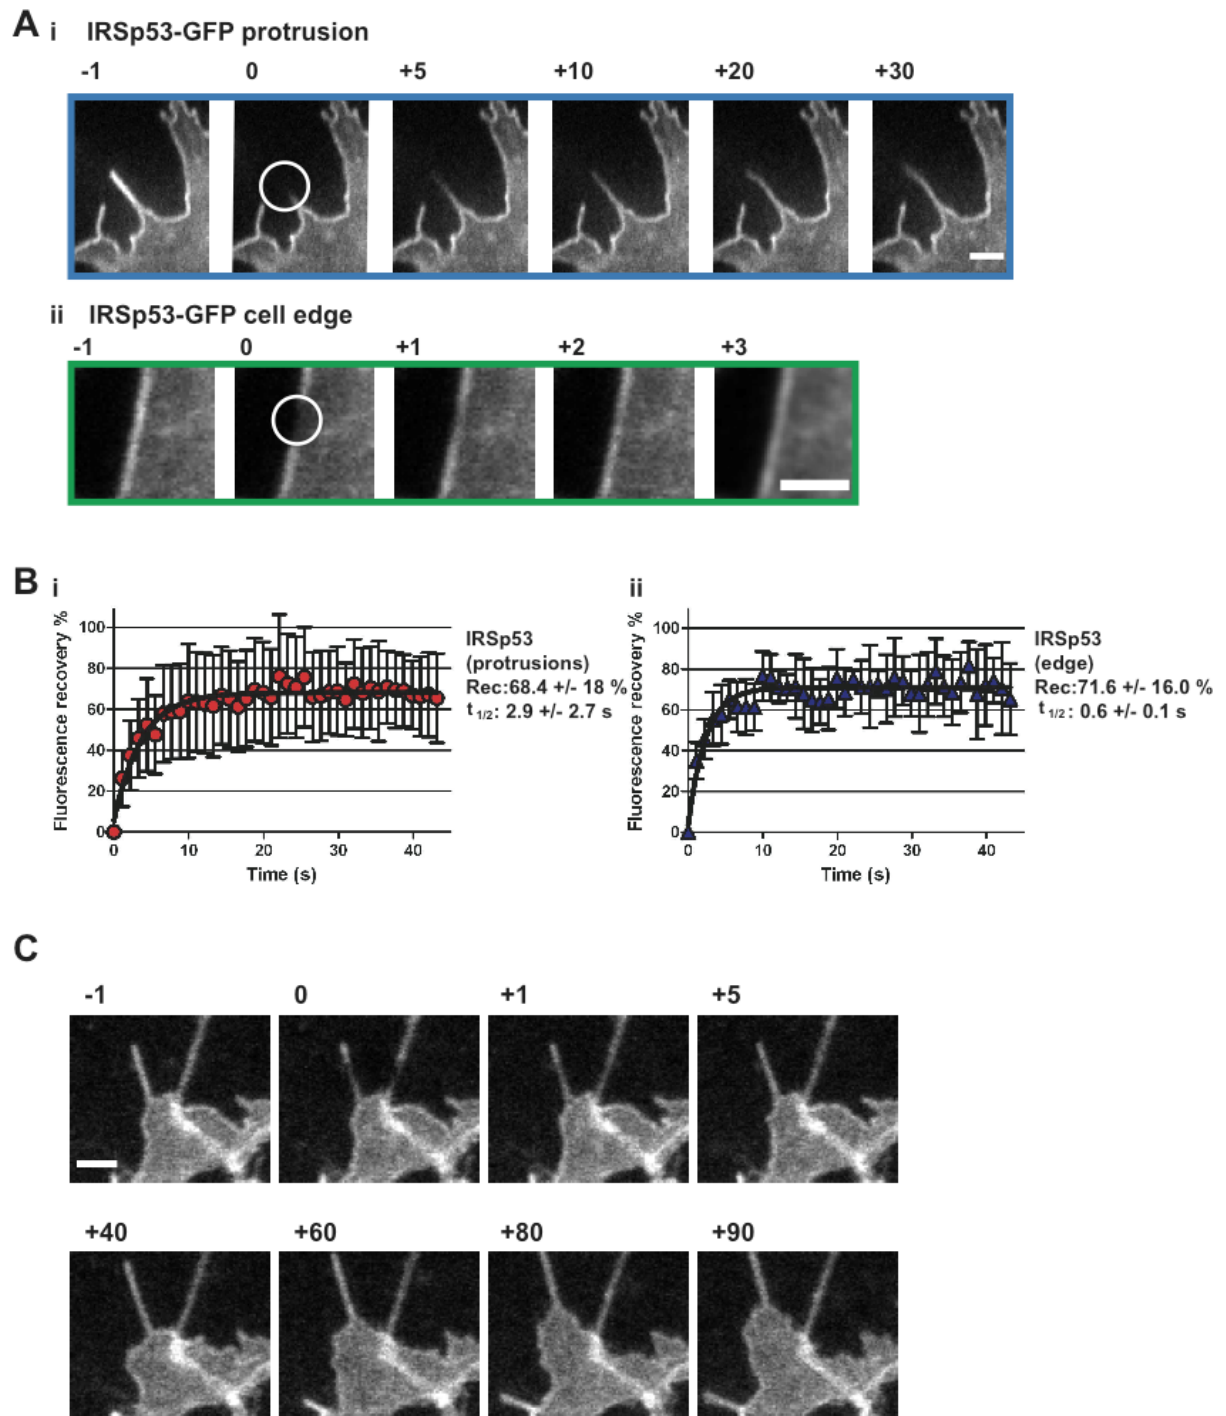 A i IRSp53-GFP protrusion
-1 0 +5 +10 +20 +30
ii IRSp53-GFP cell edge
-1 0 +1 +2 +3
B i
Fluorescence recovery %
100
80
60
40
20
0
0 10 20 30 40
Time (s)
IRSp53
(protrusions)
Rec:68.4 +/- 18 %
t 1/2: 2.9 +/- 2.7 s
ii
Fluorescence recovery %
100
80
60
40
20
0
0 10 20 30 40
Time (s)
IRSp53
(edge)
Rec:71.6 +/- 16.0 %
t 1/2 : 0.6 +/- 0.1 s
C
-1 0 +1 +5
+40 +60 +80 +90